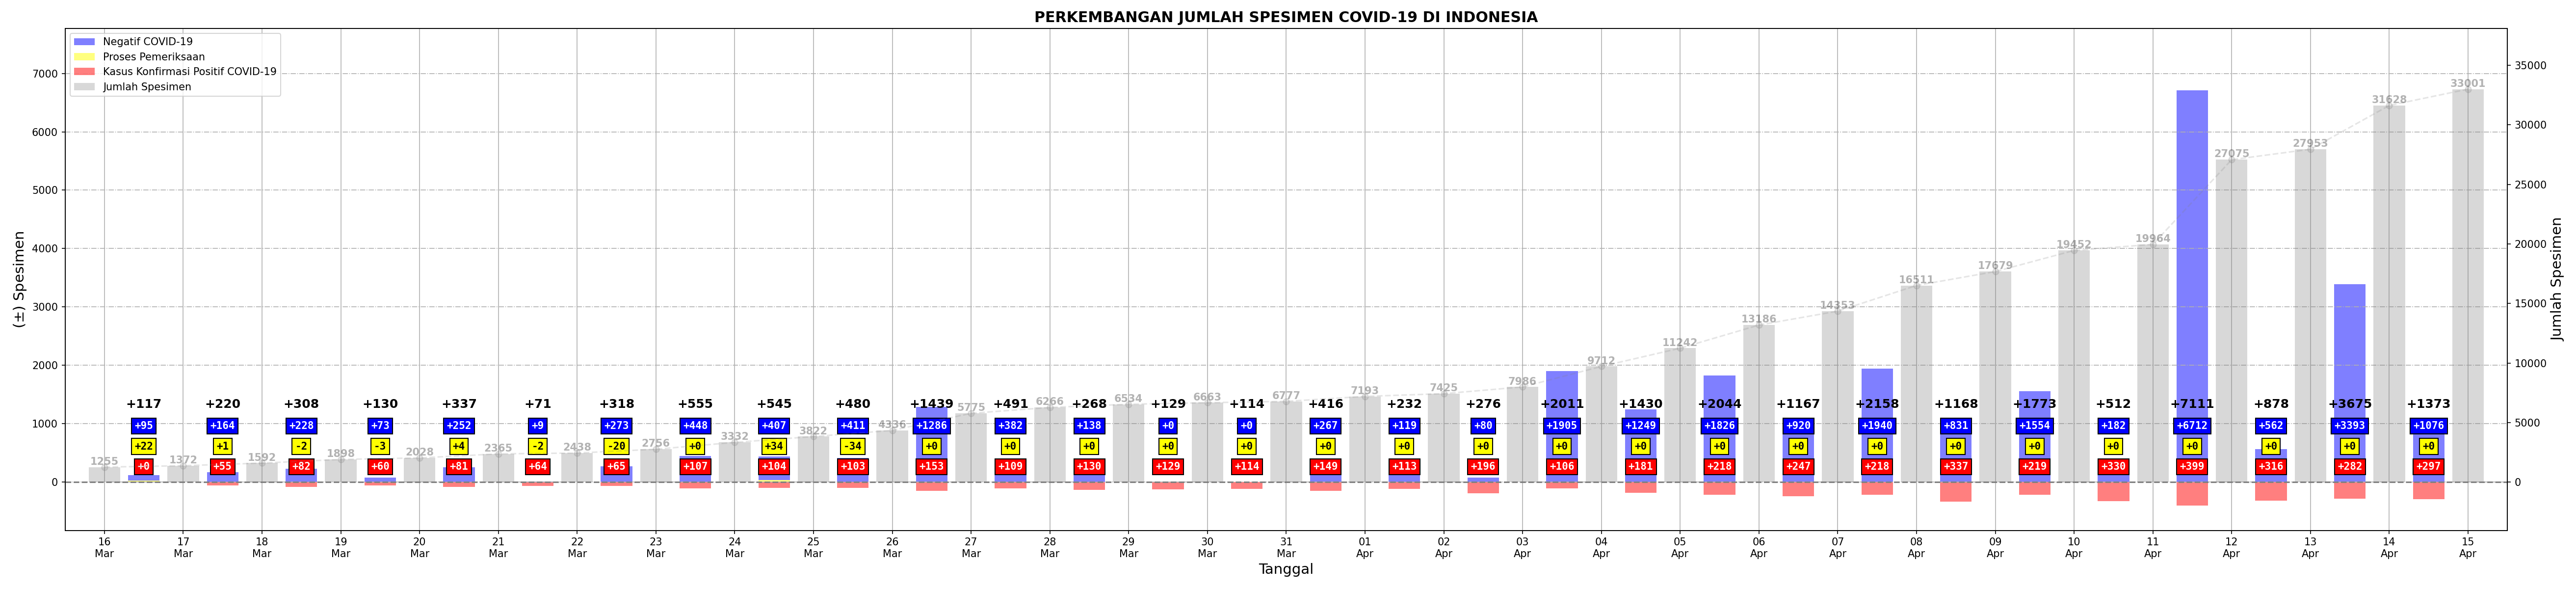 PERKEMBANGAN JUMLAH SPESIMEN COVID-19 DI INDONESIA
Negatif COVID-19
Proses Pemeriksaan
Kasus Konfirmasi Positif COVID-19
Jumlah Spesimen
(±) Spesimen
7000
6000
5000
4000
3000
2000
1000
0
35000
30000
25000
20000
15000
10000
5000
0
Jumlah Spesimen
1255 1372 1592 1898 2028 2365 2438 2756 3332 3822 4336 5775 6266 6534 6663 6777 7193 7425 7986 9712 11242 13186 14353 16511 17679 19452 19964 27075 27953 31628 33001
+117 +220 +308 +130 +337 +71 +318 +555 +545 +480 +1439 +491 +268 +129 +114 +416 +232 +276 +2011 +1430 +2044 +1167 +2158 +1168 +1773 +512 +7111 +878 +3675 +1373
+95 +164 +228 +73 +252 +9 +273 +448 +407 +411 +1286 +382 +138 +0 +0 +267 +119 +80 +1905 +1249 +1826 +920 +1940 +831 +1554 +182 +6712 +562 +3393 +1076
+22 +1 -2 -3 +4 -2 -20 +0 +34 -34 +0 +0 +0 +0 +0 +0 +0 +0 +0 +0 +0 +0 +0 +0 +0 +0 +0 +0 +0 +0
+0 +55 +82 +60 +81 +64 +65 +107 +104 +103 +153 +109 +130 +129 +114 +149 +113 +196 +106 +181 +218 +247 +218 +337 +219 +330 +399 +316 +282 +297
16 17 18 19 20 21 22 23 24 25 26 27 28 29 30 31 01 02 03 04 05 06 07 08 09 10 11 12 13 14 15
Mar Mar Mar Mar Mar Mar Mar Mar Mar Mar Mar Mar Mar Mar Mar Mar Apr Apr Apr Apr Apr Apr Apr Apr Apr Apr Apr Apr Apr Apr Apr
Tanggal